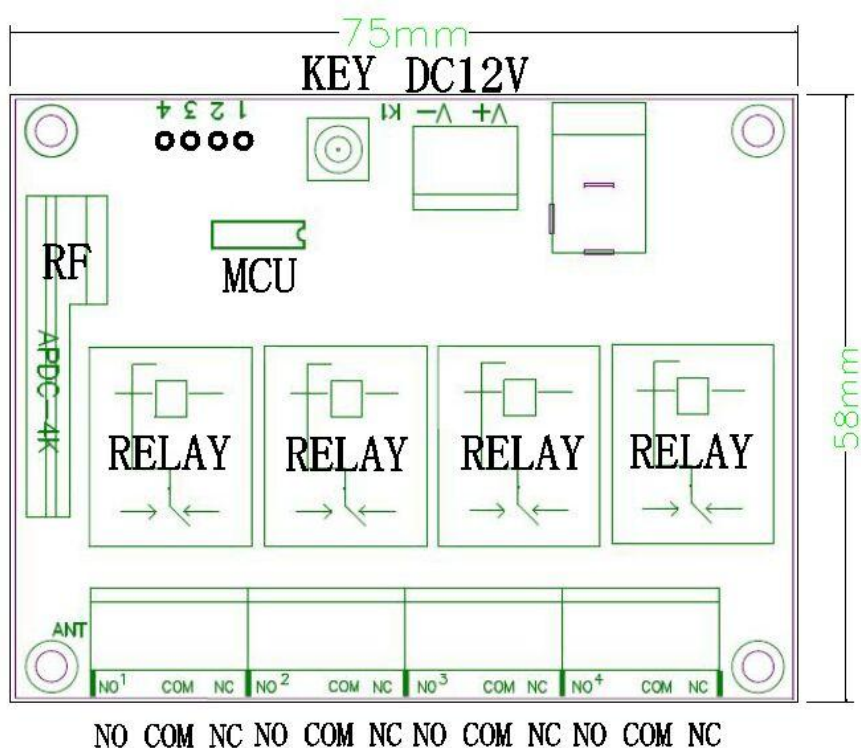 75mm
KEY DC12V
4 3 2 1
K1 V- V+
RF
MCU
APDC-4K
58mm
RELAY RELAY RELAY RELAY
ANT
NO1 COM NC NO2 COM NC NO3 COM NC NO4 COM NC
NO COM NC NO COM NC NO COM NC NO COM NC